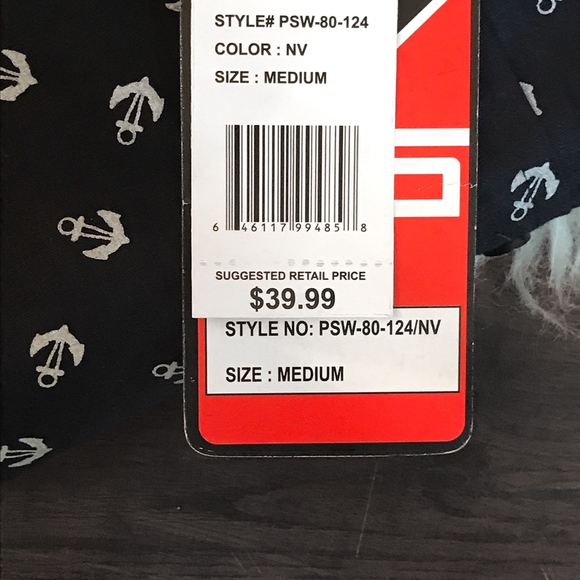 STYLE# PSW-80-124
COLOR : NV
SIZE : MEDIUM
6 46117 99485 8
SUGGESTED RETAIL PRICE
$39.99
STYLE NO: PSW-80-124/NV
SIZE : MEDIUM